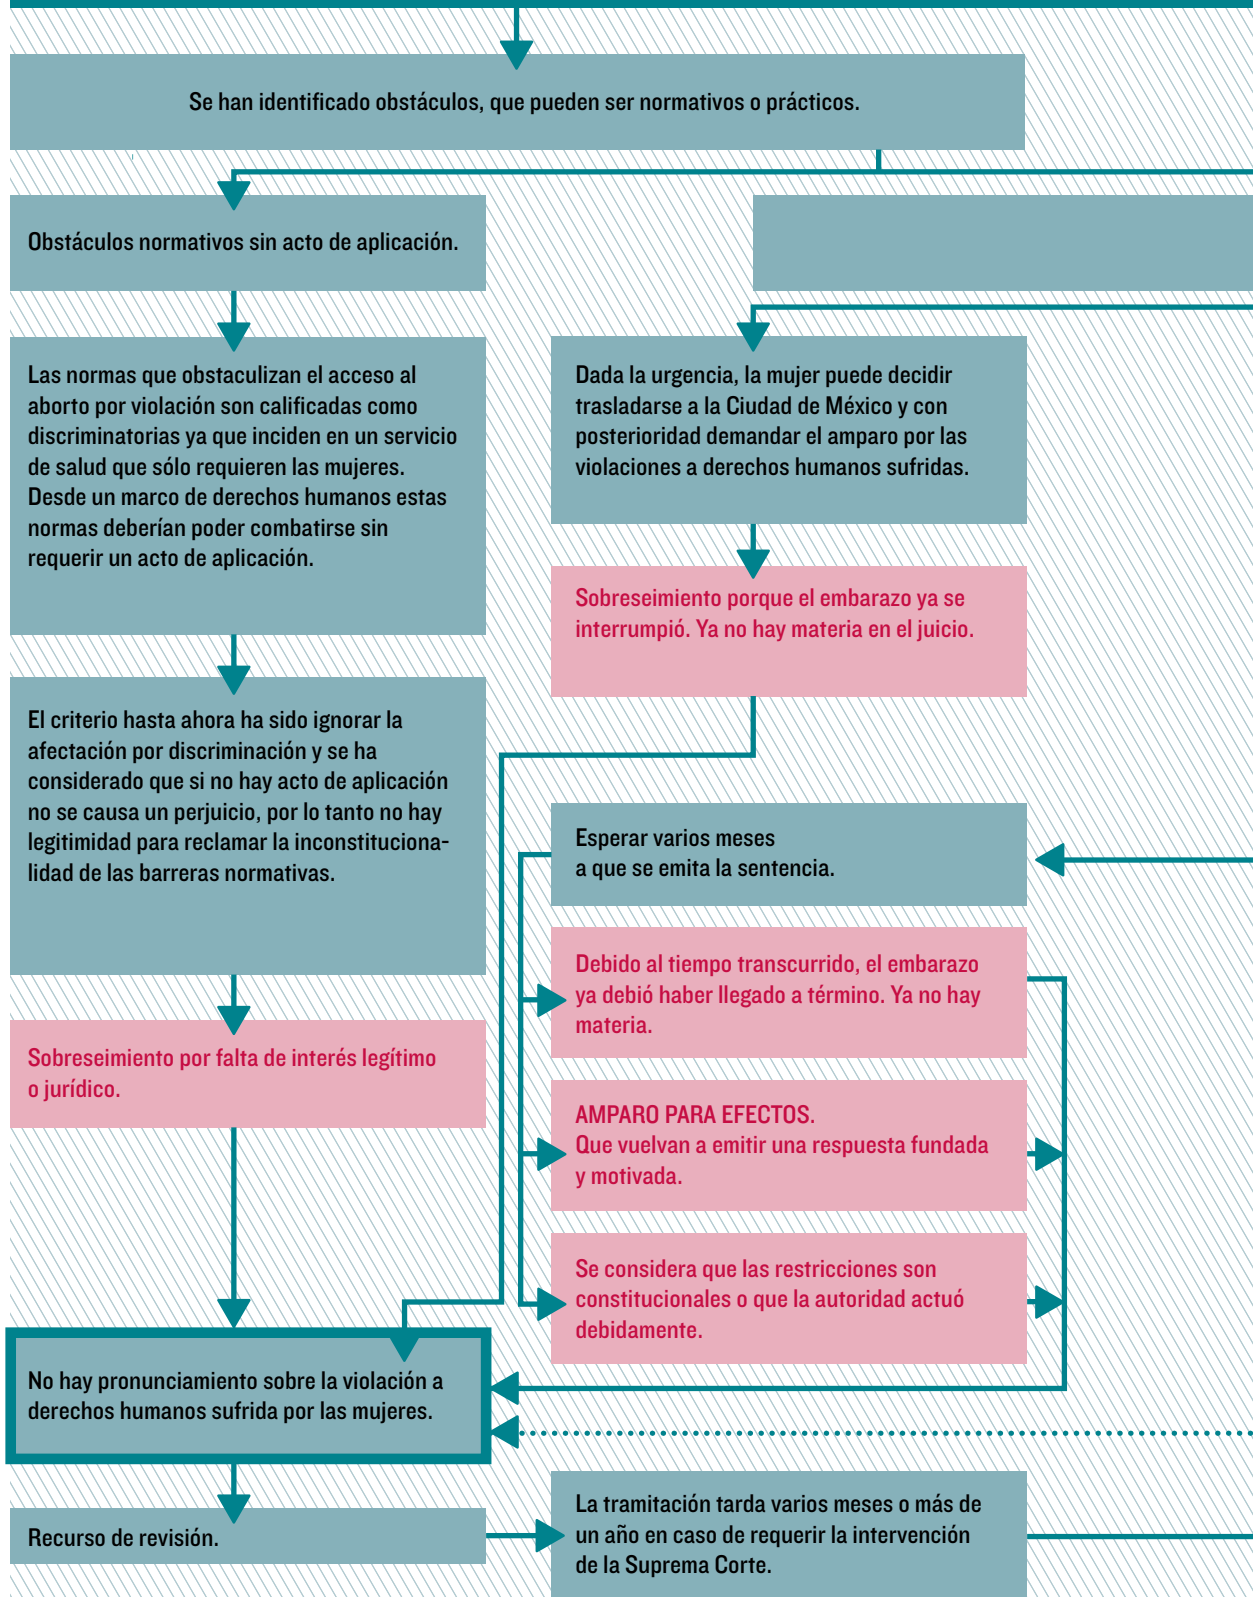 Se han identificado obstáculos, que pueden ser normativos o prácticos.
Obstáculos normativos sin acto de aplicación.
Las normas que obstaculizan el acceso al
aborto por violación son calificadas como
discriminatorias ya que inciden en un servicio
de salud que sólo requieren las mujeres.
Desde un marco de derechos humanos estas
normas deberían poder combatirse sin
requerir un acto de aplicación.
El criterio hasta ahora ha sido ignorar la
afectación por discriminación y se ha
considerado que si no hay acto de aplicación
no se causa un perjuicio, por lo tanto no hay
legitimidad para reclamar la inconstituciona-
lidad de las barreras normativas.
Sobreseimiento por falta de interés legítimo
o jurídico.
Dada la urgencia, la mujer puede decidir
trasladarse a la Ciudad de México y con
posterioridad demandar el amparo por las
violaciones a derechos humanos sufridas.
Sobreseimiento porque el embarazo ya se
interrumpió. Ya no hay materia en el juicio.
Esperar varios meses
a que se emita la sentencia.
Debido al tiempo transcurrido, el embarazo
ya debió haber llegado a término. Ya no hay
materia.
AMPARO PARA EFECTOS.
Que vuelvan a emitir una respuesta fundada
y motivada.
Se considera que las restricciones son
constitucionales o que la autoridad actuó
debidamente.
No hay pronunciamiento sobre la violación a
derechos humanos sufrida por las mujeres.
Recurso de revisión.
La tramitación tarda varios meses o más de
un año en caso de requerir la intervención
de la Suprema Corte.